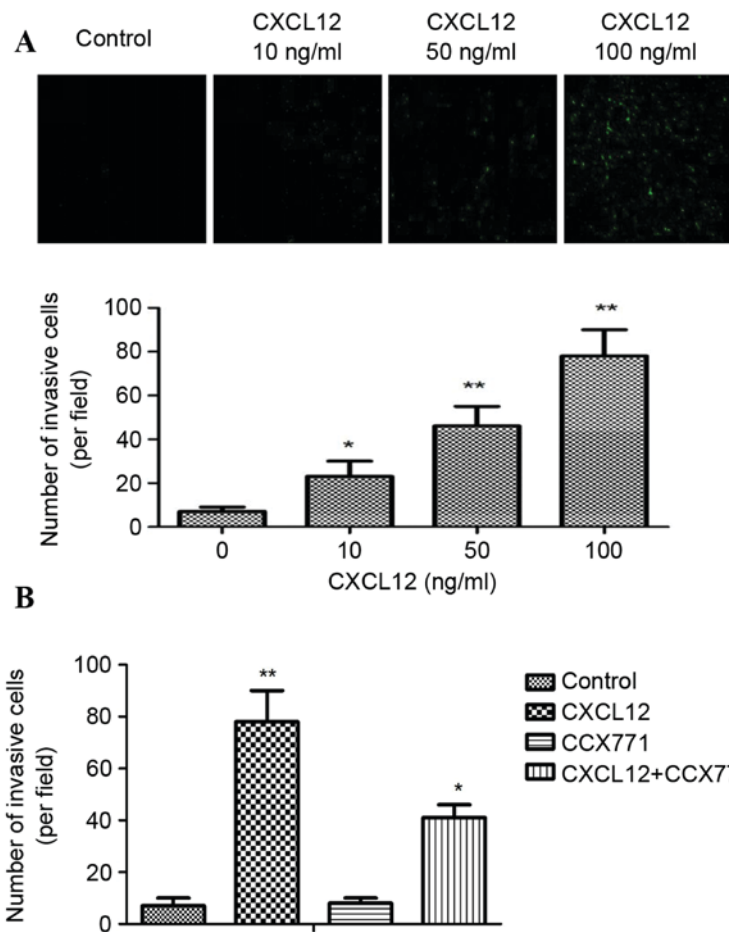 A
Control
CXCL12
10 ng/ml
CXCL12
50 ng/ml
CXCL12
100 ng/ml
Number of invasive cells
(per field)
100
80
60
40
20
0
*
**
**
0 10 50 100
CXCL12 (ng/ml)
B
Number of invasive cells
(per field)
100
80
60
40
20
0
**
*
Control
CXCL12
CCX771
CXCL12+CCX77